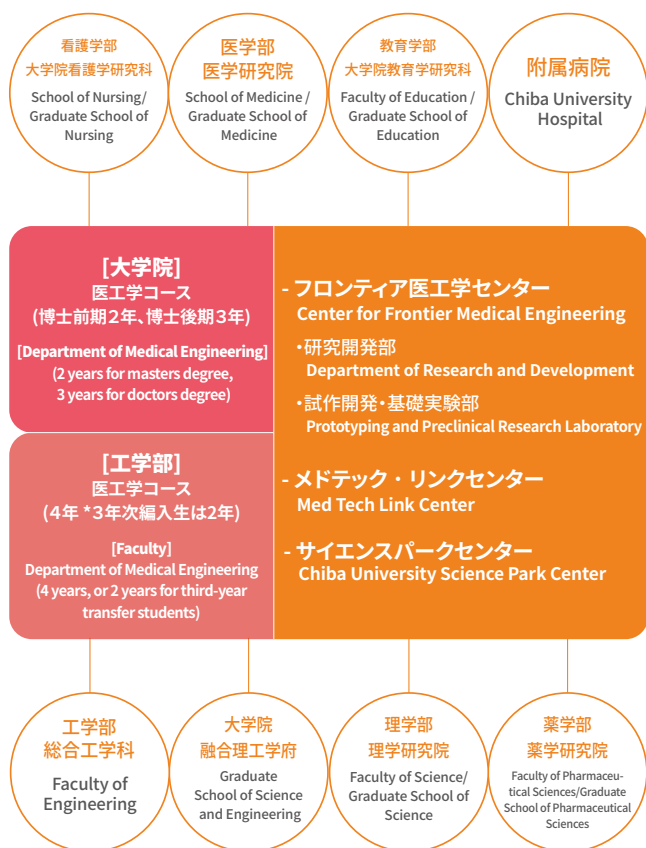 看護学部
大学院看護学研究科
School of Nursing/
Graduate School of
Nursing
医学部
医学研究院
School of Medicine /
Graduate School of
Medicine
教育学部
大学院教育学研究科
Faculty of Education /
Graduate School of
Education
附属病院
Chiba University
Hospital
[大学院]
医工学コース
(博士前期２年、博士後期３年)
[Department of Medical Engineering]
(2 years for masters degree,
3 years for doctors degree)
[工学部]
医工学コース
(４年 *３年次編入生は2年)
[Faculty]
Department of Medical Engineering
(4 years, or 2 years for third-year
transfer students)
- フロンティア医工学センター
Center for Frontier Medical Engineering
・研究開発部
Department of Research and Development
・試作開発・基礎実験部
Prototyping and Preclinical Research Laboratory
- メドテック・リンクセンター
Med Tech Link Center
- サイエンスパークセンター
Chiba University Science Park Center
工学部
総合工学科
Faculty of
Engineering
大学院
融合理工学府
Graduate
School of Science
and Engineering
理学部
理学研究院
Faculty of Science/
Graduate School of
Science
薬学部
薬学研究院
Faculty of Pharmaceu-
tical Sciences/Graduate
School of Pharmaceutical
Sciences